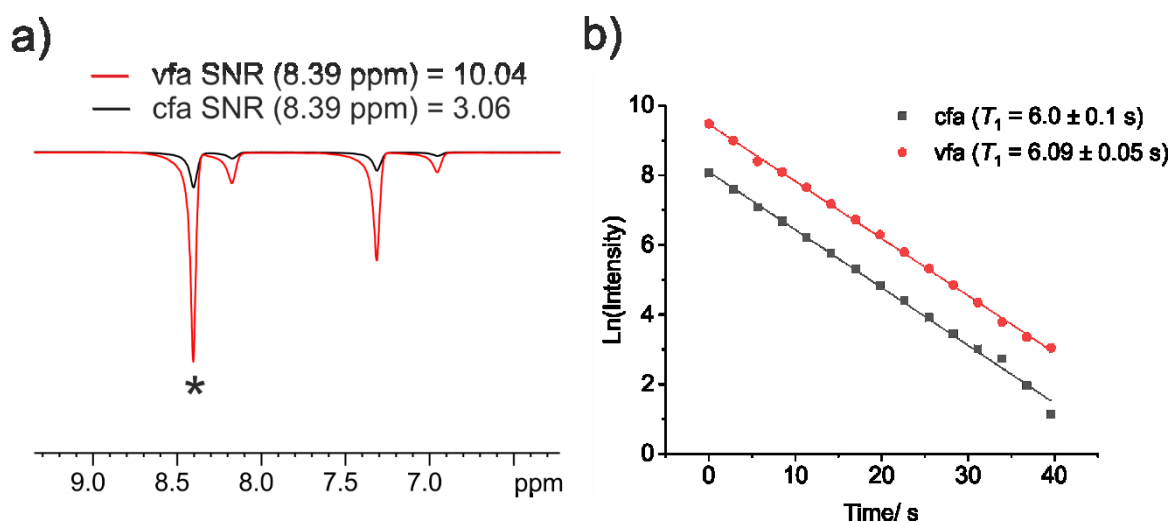 a)
vfa SNR (8.39 ppm) = 10.04
cfa SNR (8.39 ppm) = 3.06
*
9.0 8.5 8.0 7.5 7.0 ppm
b)
cfa (T₁ = 6.0 ± 0.1 s)
vfa (T₁ = 6.09 ± 0.05 s)
Ln(Intensity)
10
8
6
4
2
0
0 10 20 30 40
Time/ s